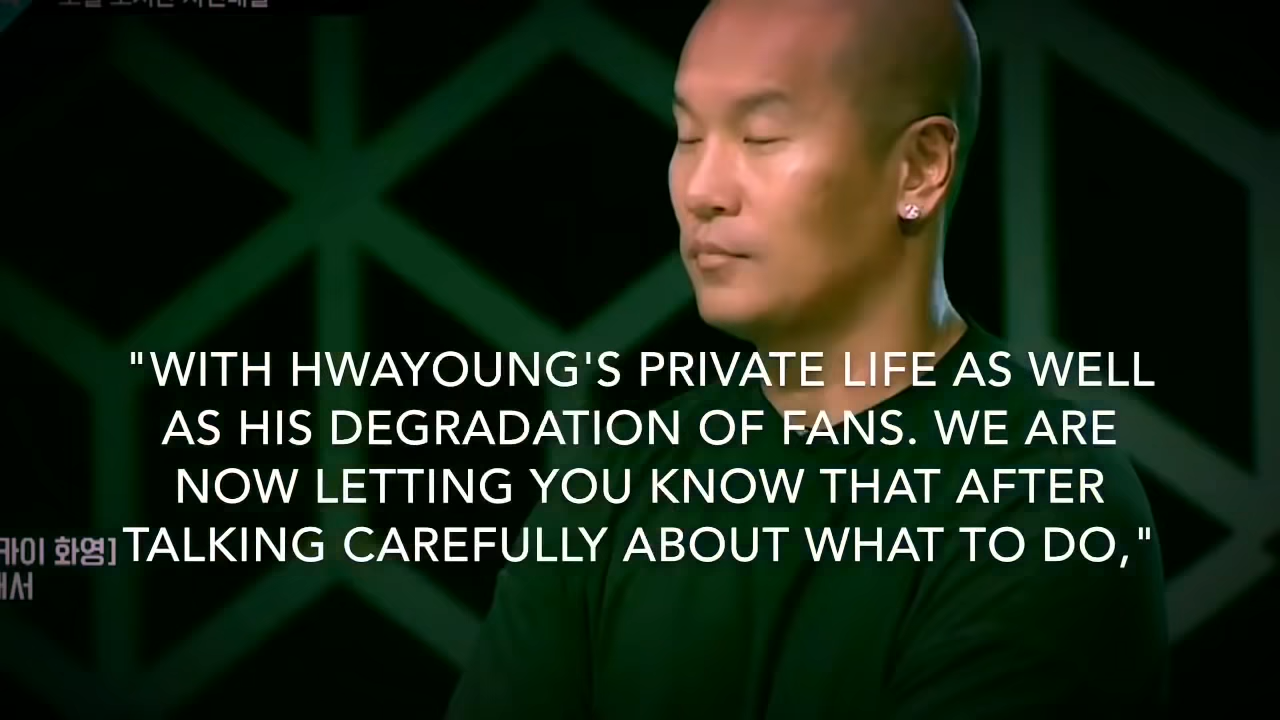 "WITH HWAYOUNG'S PRIVATE LIFE AS WELL
AS HIS DEGRADATION OF FANS. WE ARE
NOW LETTING YOU KNOW THAT AFTER
TALKING CAREFULLY ABOUT WHAT TO DO,"
카이 화영]